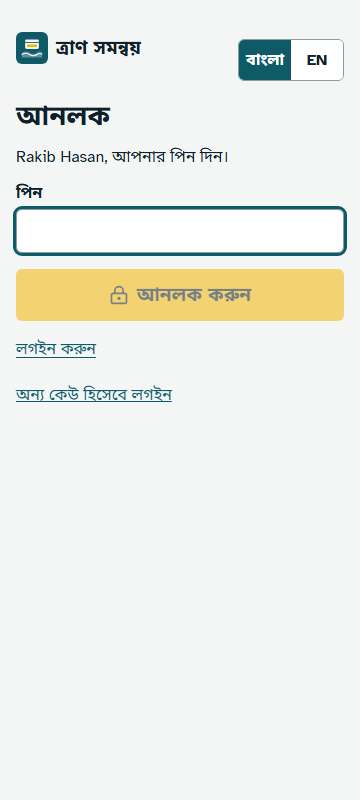 ত্রাণ সমন্বয়
বাংলা EN
আনলক
Rakib Hasan, আপনার পিন দিন।
পিন
আনলক করুন
লগইন করুন
অন্য কেউ হিসেবে লগইন